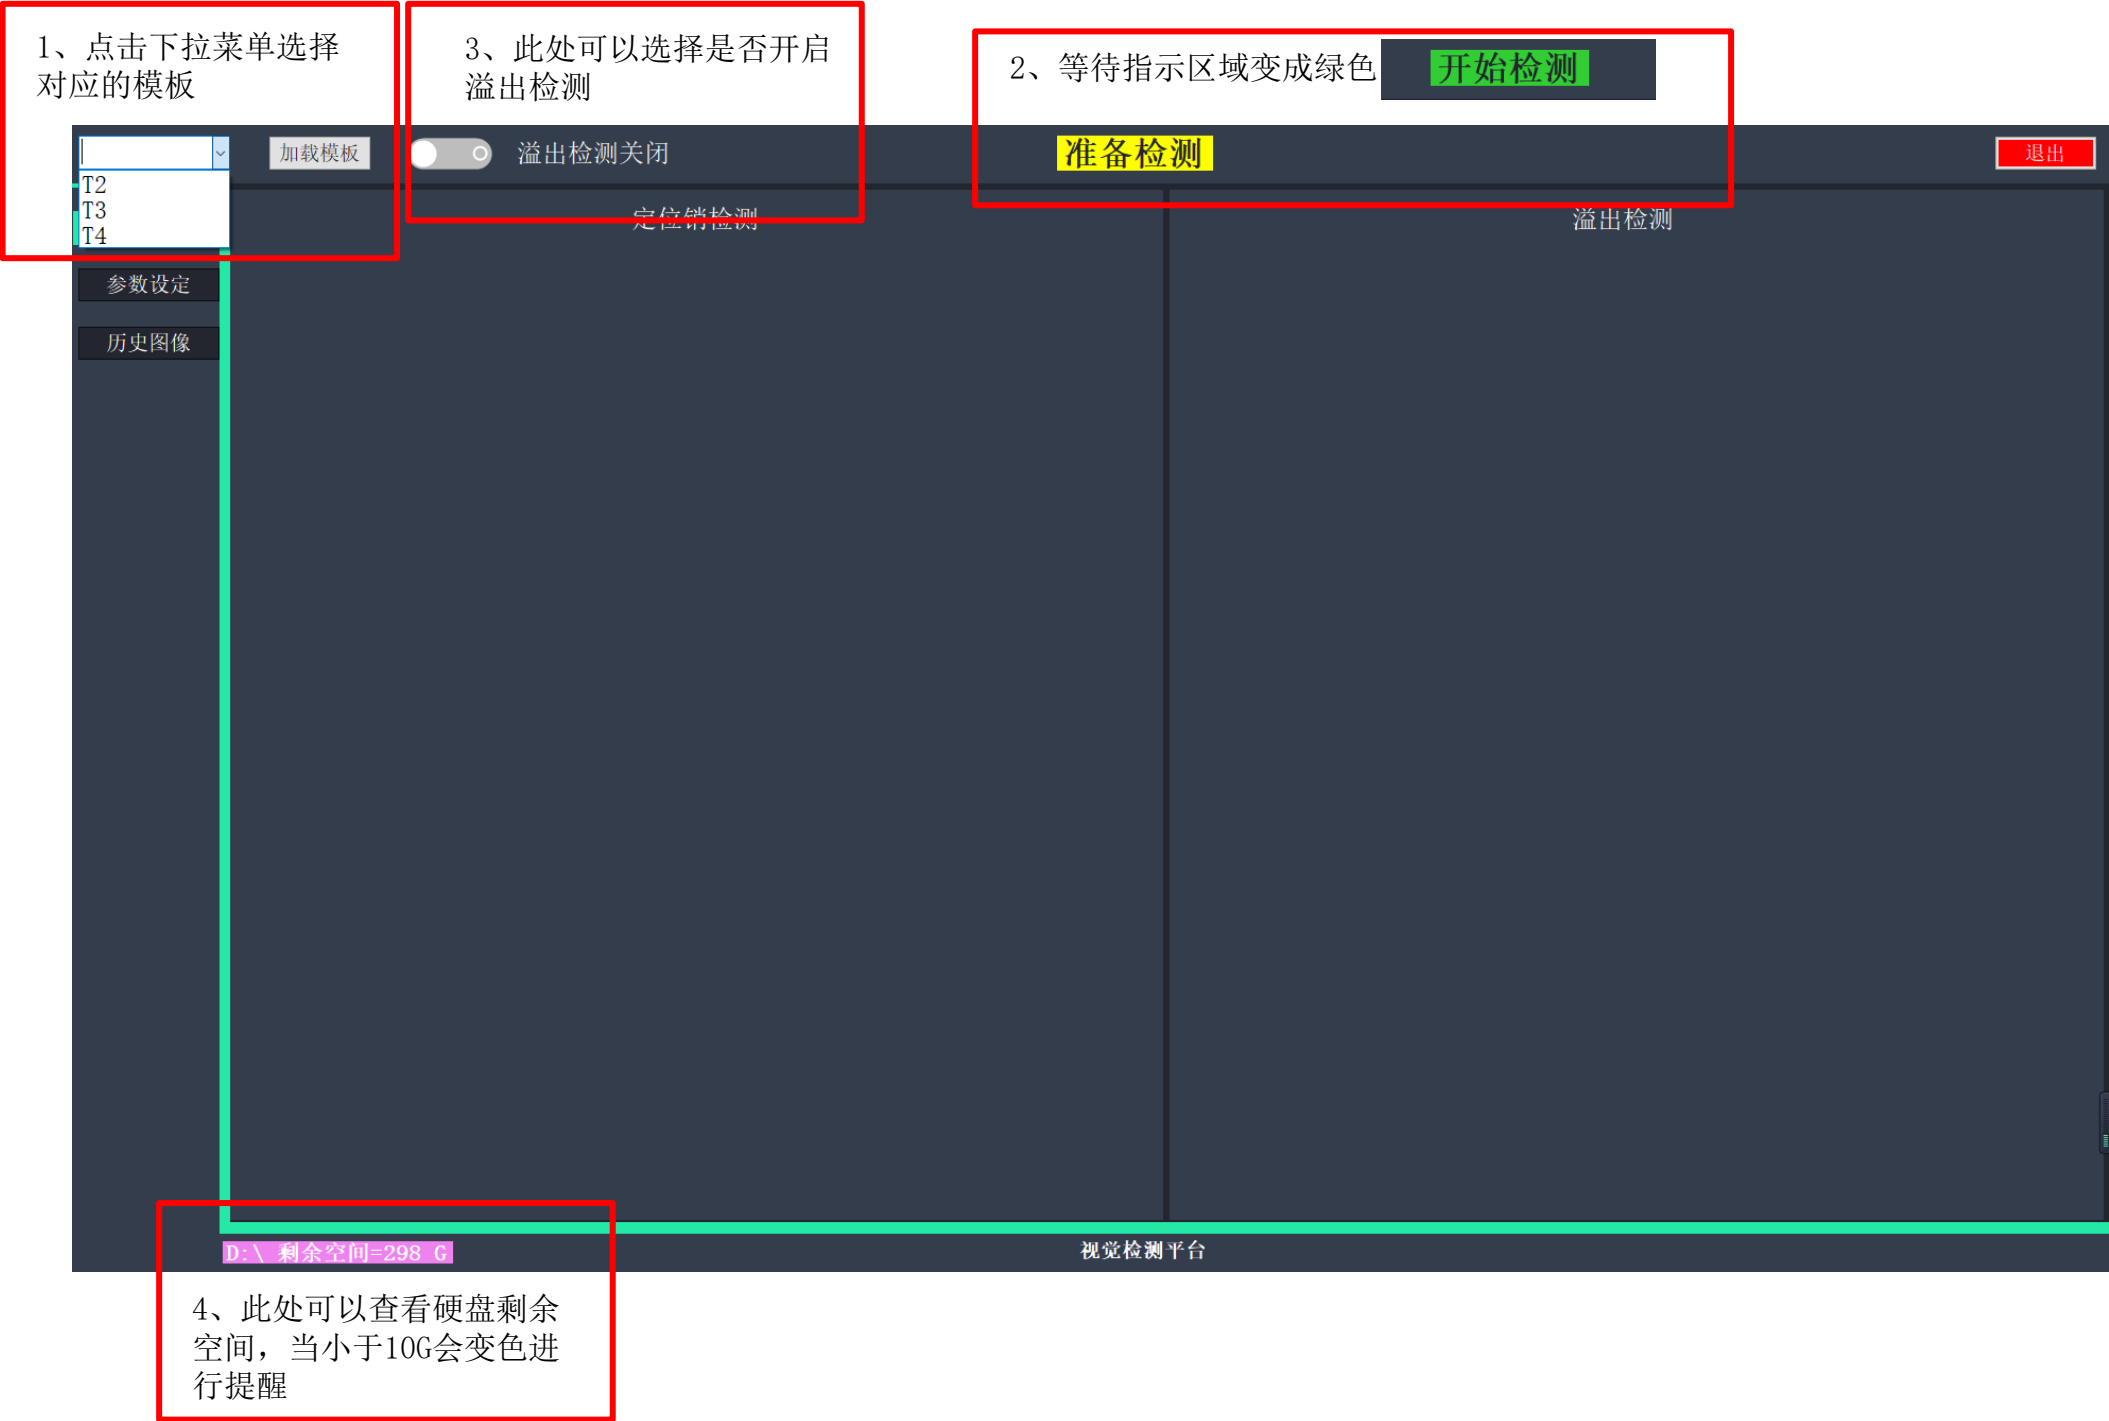 1、点击下拉菜单选择
对应的模板
3、此处可以选择是否开启
溢出检测
2、等待指示区域变成绿色
开始检测
加载模板
溢出检测关闭
准备检测
退出
T2
T3
T4
定位销检测
溢出检测
参数设定
历史图像
D:\ 剩余空间=298 G
视觉检测平台
4、此处可以查看硬盘剩余
空间，当小于10G会变色进
行提醒